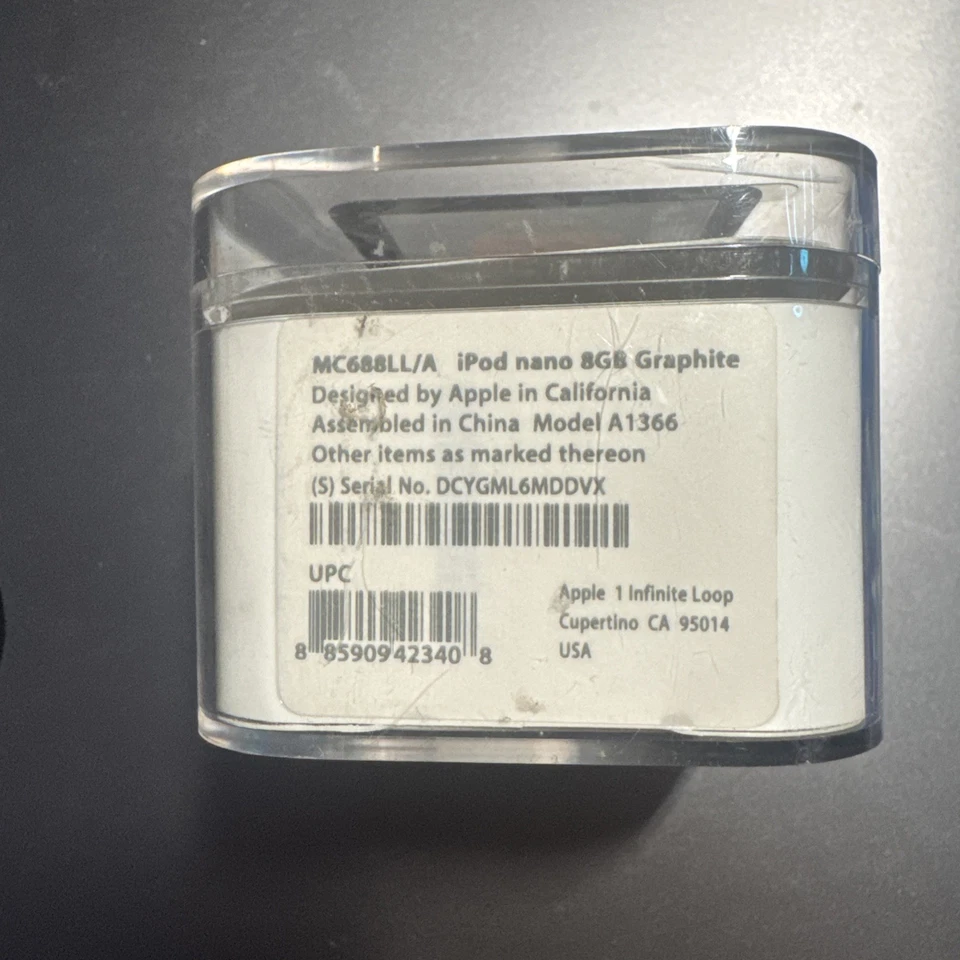 MC688LL/A iPod nano 8GB Graphite
Designed by Apple in California
Assembled in China Model A1366
Other items as marked thereon
(S) Serial No. DCYGML6MDDVX
UPC
8 85909 42340 8
Apple 1 Infinite Loop
Cupertino CA 95014
USA